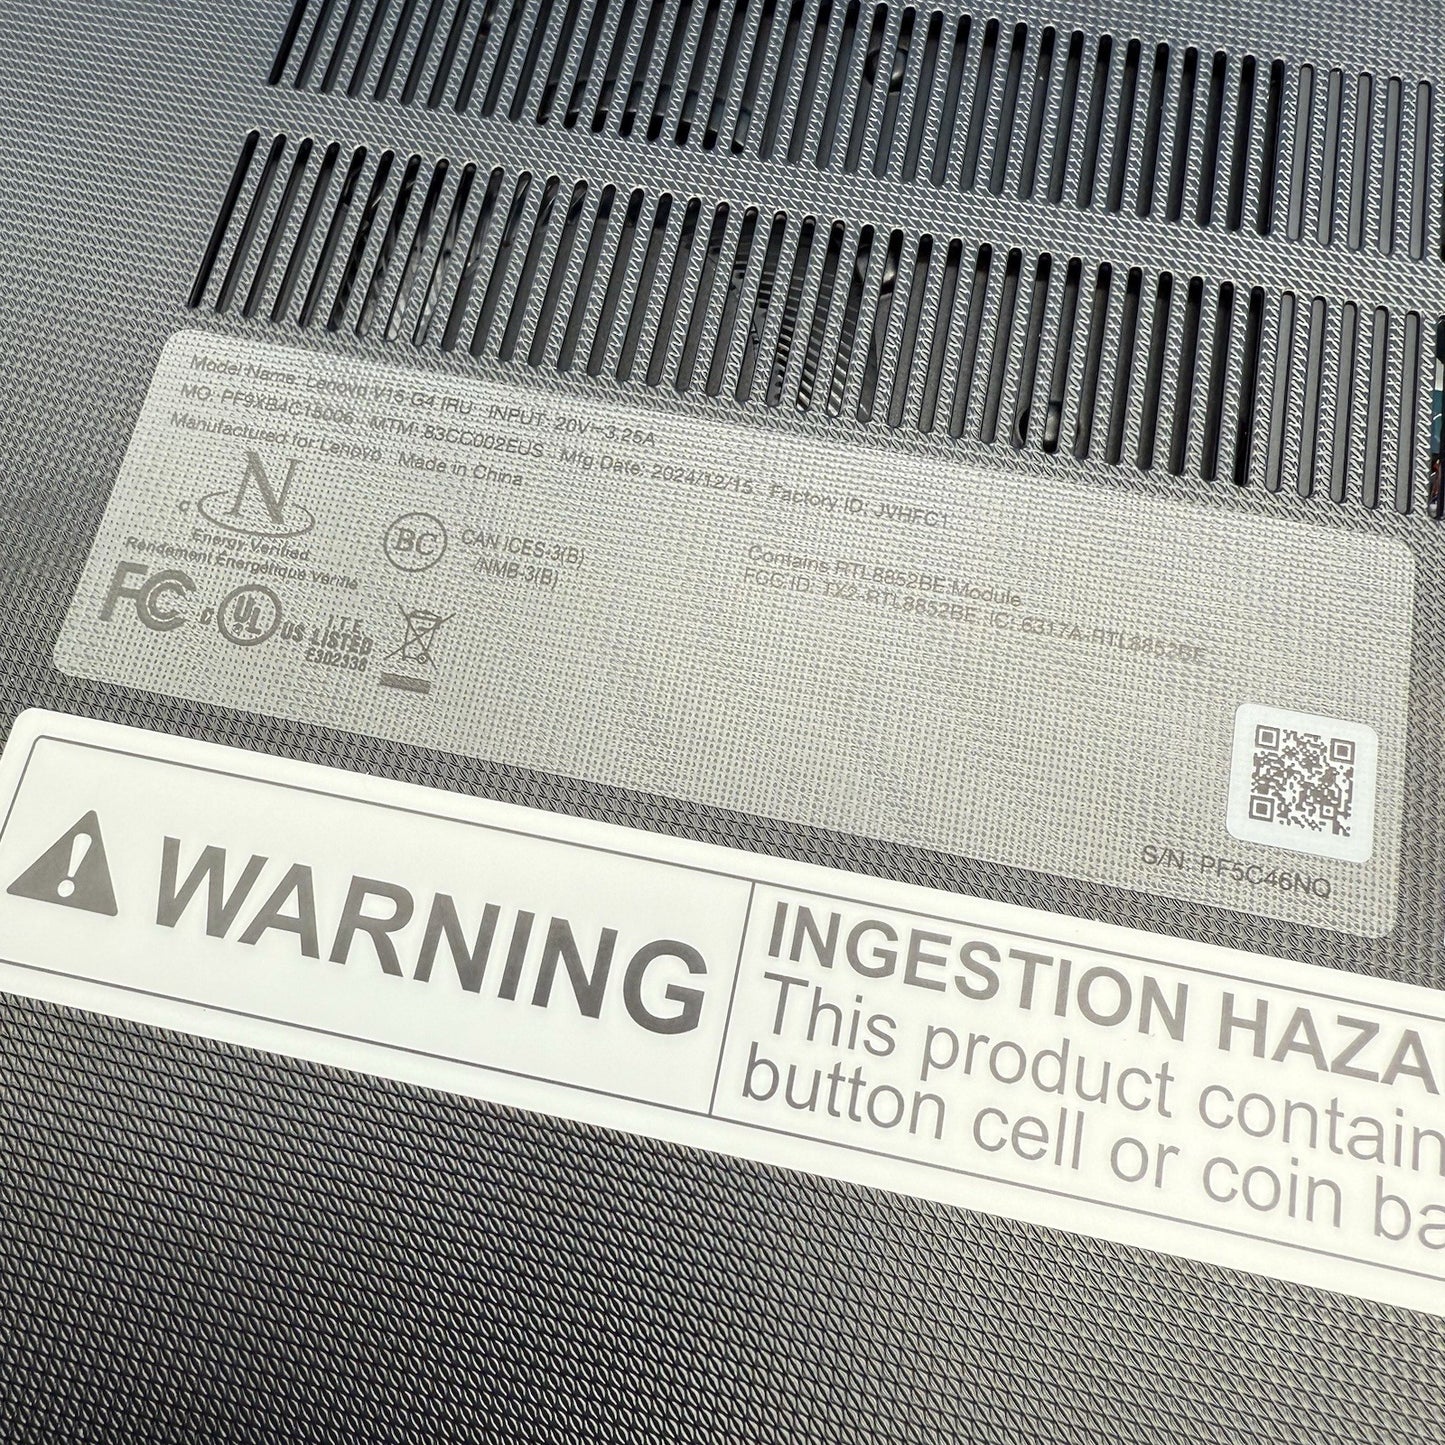 Model Name: Lenovo V15 G4 IRU INPUT: 20V⎓3.25A
MO: PF9XB4C15006 MTM: 83CC002EUS Mfg Date: 2024/12/15 Factory ID: JVHFC1
Manufactured for Lenovo Made in China
N
c
Energy Verified
Rendement Énergétique Vérifié
BC
CAN ICES-3(B)
/NMB-3(B)
Contains RTL8852BE Module
FCC ID: TX2-RTL8852BE IC: 6317A-RTL8852BE
FC
c UL US
I.T.E.
LISTED
E302336
S/N: PF5C46NQ
WARNING
INGESTION HAZA
This product contain
button cell or coin ba